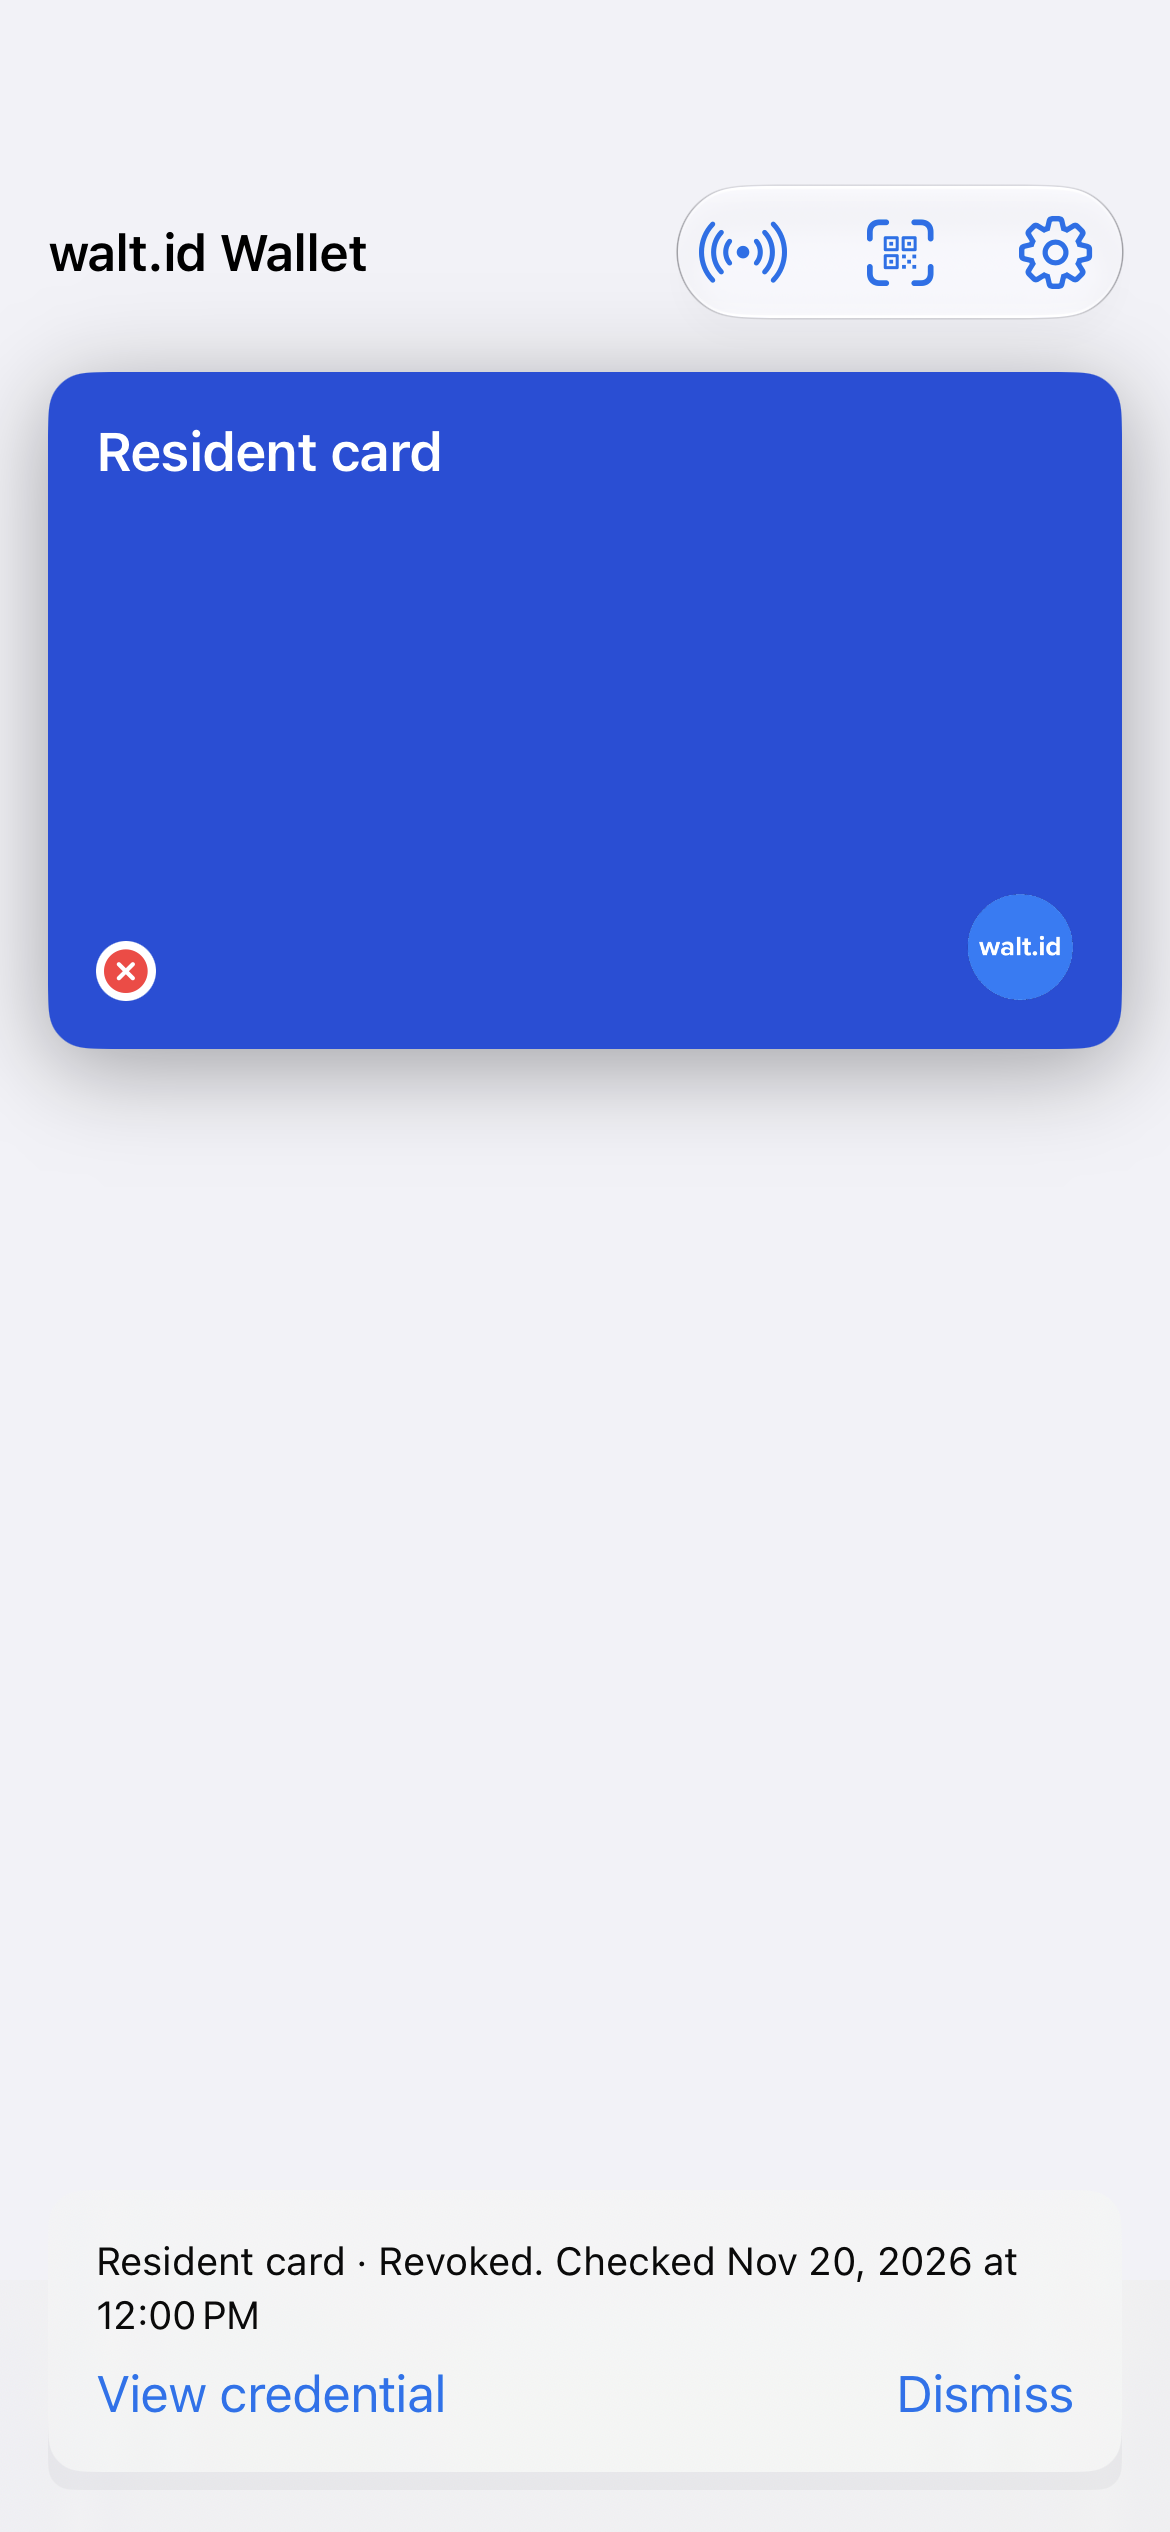 walt.id Wallet
Resident card
walt.id
Resident card · Revoked. Checked Nov 20, 2026 at
12:00 PM
View credential
Dismiss